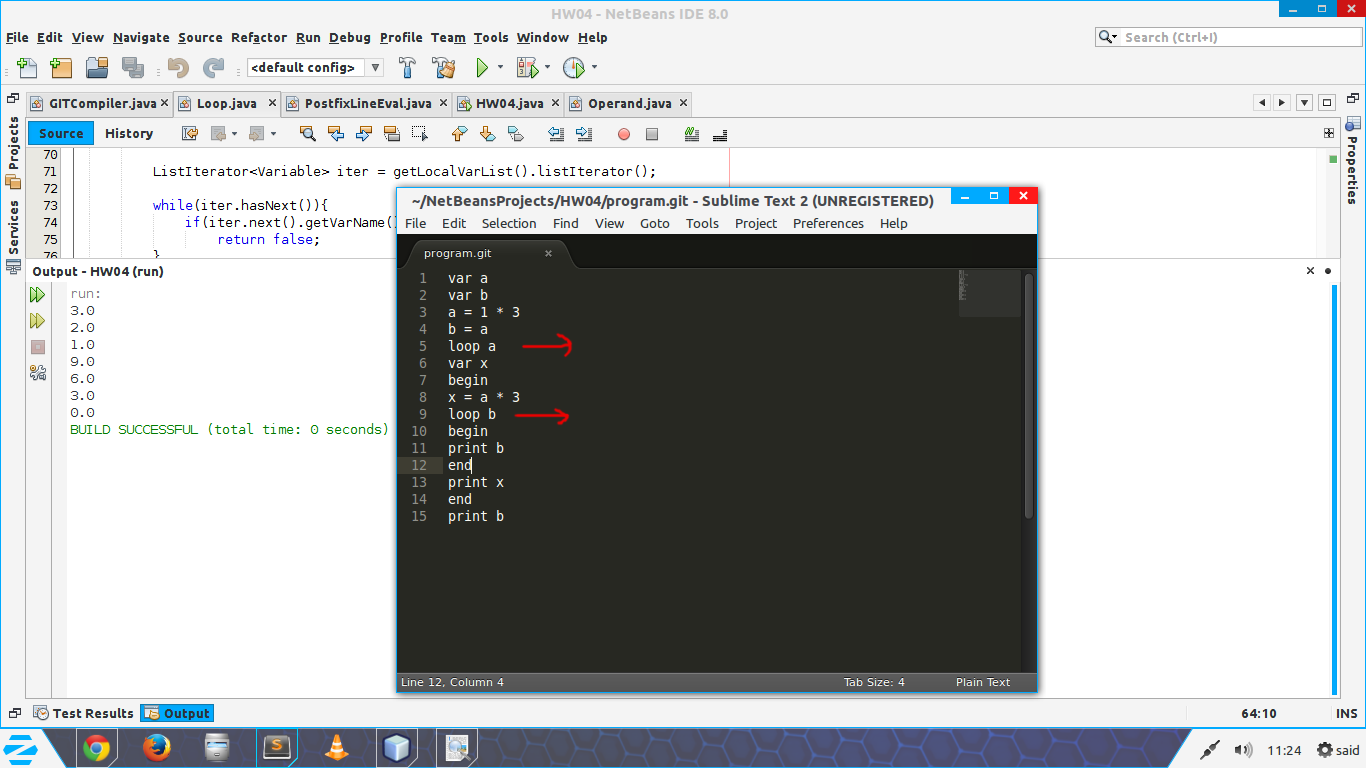 HW04 - NetBeans IDE 8.0
File Edit View Navigate Source Refactor Run Debug Profile Team Tools Window Help
Search (Ctrl+I)
<default config>
GITCompiler.java
Loop.java
PostfixLineEval.java
HW04.java
Operand.java
Projects
Services
Properties
Source History
70
71 ListIterator<Variable> iter = getLocalVarList().listIterator();
72
73 while(iter.hasNext()){
74 if(iter.next().getVarName()
75 return false;
76 }
Output - HW04 (run)
run:
3.0
2.0
1.0
9.0
6.0
3.0
0.0
BUILD SUCCESSFUL (total time: 0 seconds)
~/NetBeansProjects/HW04/program.git - Sublime Text 2 (UNREGISTERED)
File Edit Selection Find View Goto Tools Project Preferences Help
program.git
1 var a
2 var b
3 a = 1 * 3
4 b = a
5 loop a
6 var x
7 begin
8 x = a * 3
9 loop b
10 begin
11 print b
12 end
13 print x
14 end
15 print b
Line 12, Column 4
Tab Size: 4
Plain Text
Test Results
Output
64:10
INS
11:24
said